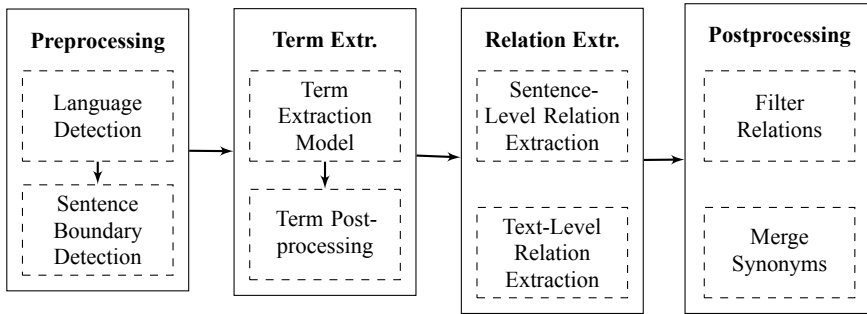 Preprocessing
Language
Detection
Sentence
Boundary
Detection
Term Extr.
Term
Extraction
Model
Term Post-
processing
Relation Extr.
Sentence-
Level Relation
Extraction
Text-Level
Relation
Extraction
Postprocessing
Filter
Relations
Merge
Synonyms